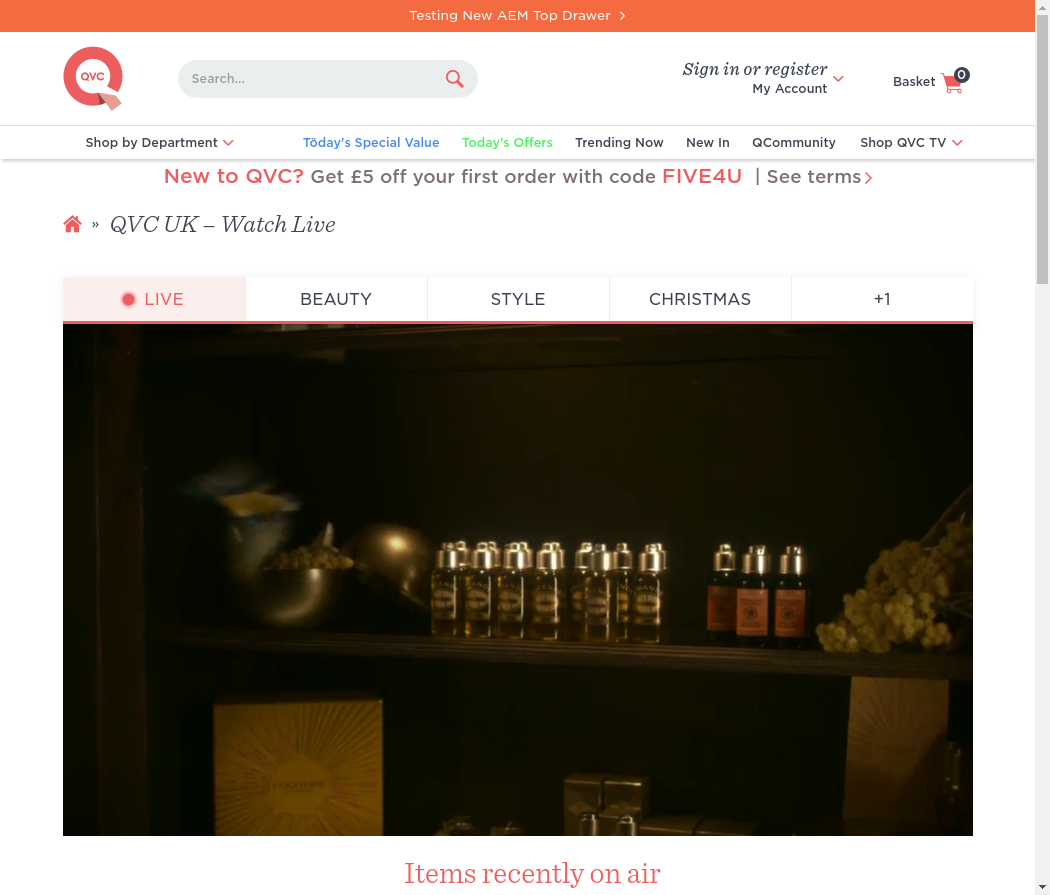 Testing New AEM Top Drawer
QVC
Search...
Sign in or register
My Account
Basket
0
Shop by Department
Töday's Special Value
Today's Offers
Trending Now
New In
QCommunity
Shop QVC TV
New to QVC? Get £5 off your first order with code FIVE4U | See terms
» QVC UK – Watch Live
LIVE
BEAUTY
STYLE
CHRISTMAS
+1
Items recently on air